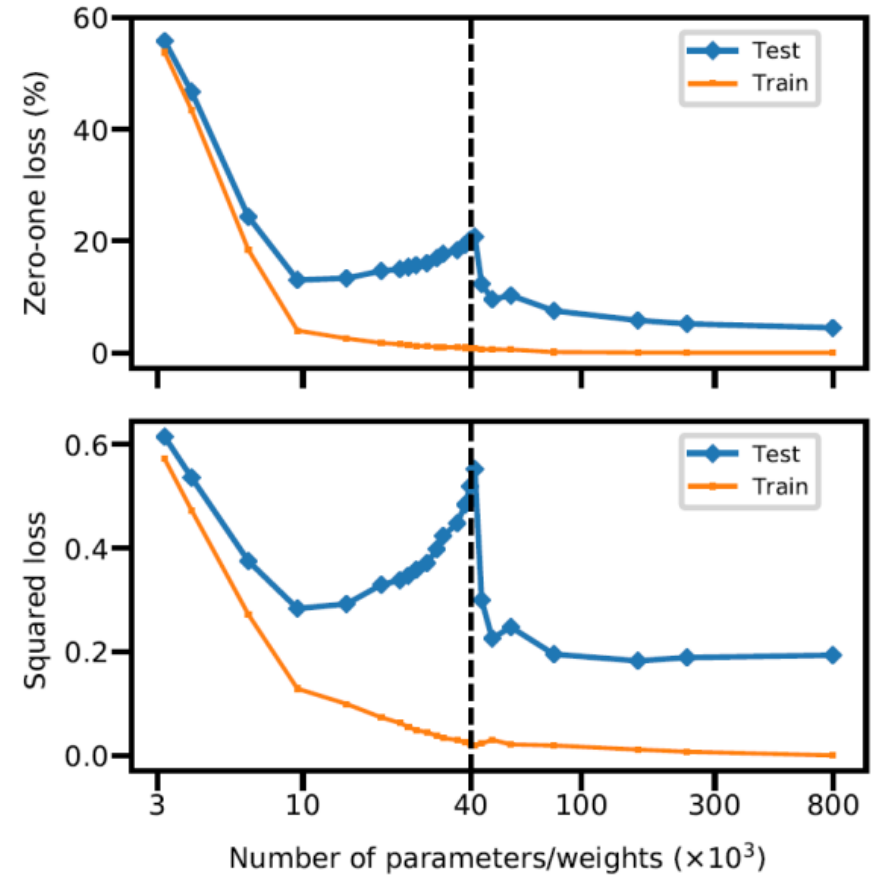 60
40
20
0
Zero-one loss (%)
Test
Train
0.6
0.4
0.2
0.0
Squared loss
Test
Train
3 10 40 100 300 800
Number of parameters/weights (×10³)